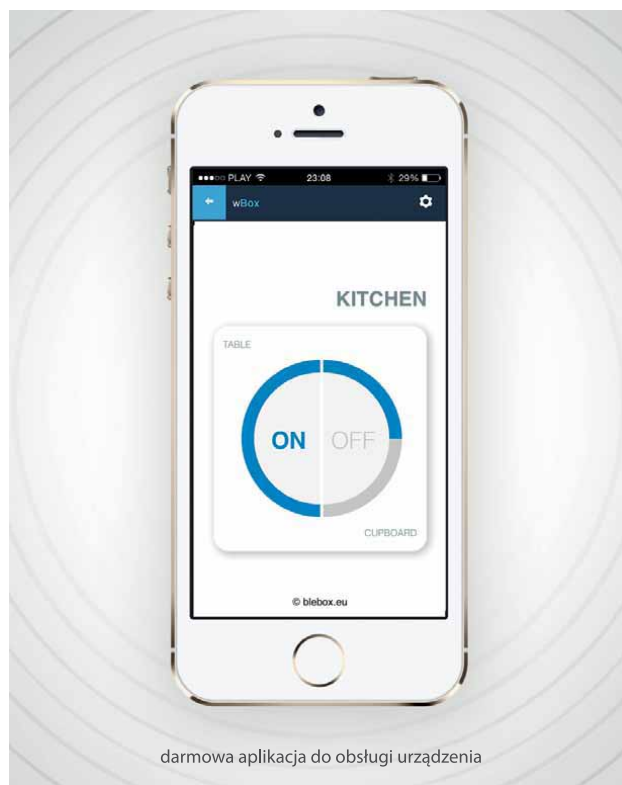 PLAY 23:08 29%
wBox
KITCHEN
TABLE
ON OFF
CUPBOARD
© blebox.eu
darmowa aplikacja do obsługi urządzenia